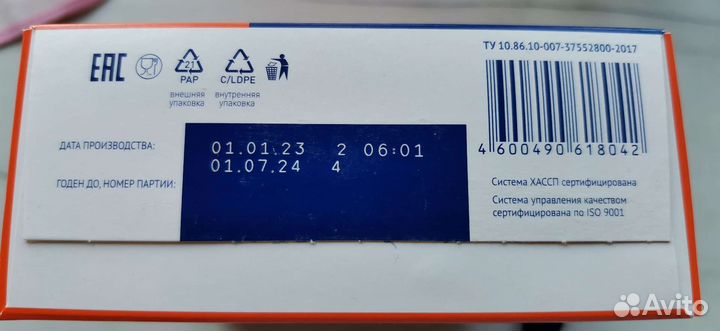 ТУ 10.86.10-007-37552800-2017
EAC
21
PAP
C/LDPE
внешняя
упаковка
внутренняя
упаковка
ДАТА ПРОИЗВОДСТВА:
01.01.23 2 06:01
ГОДЕН ДО, НОМЕР ПАРТИИ:
01.07.24 4
4 600490 618042
Система ХАССП сертифицирована
Система управления качеством
сертифицирована по ISO 9001
Avito